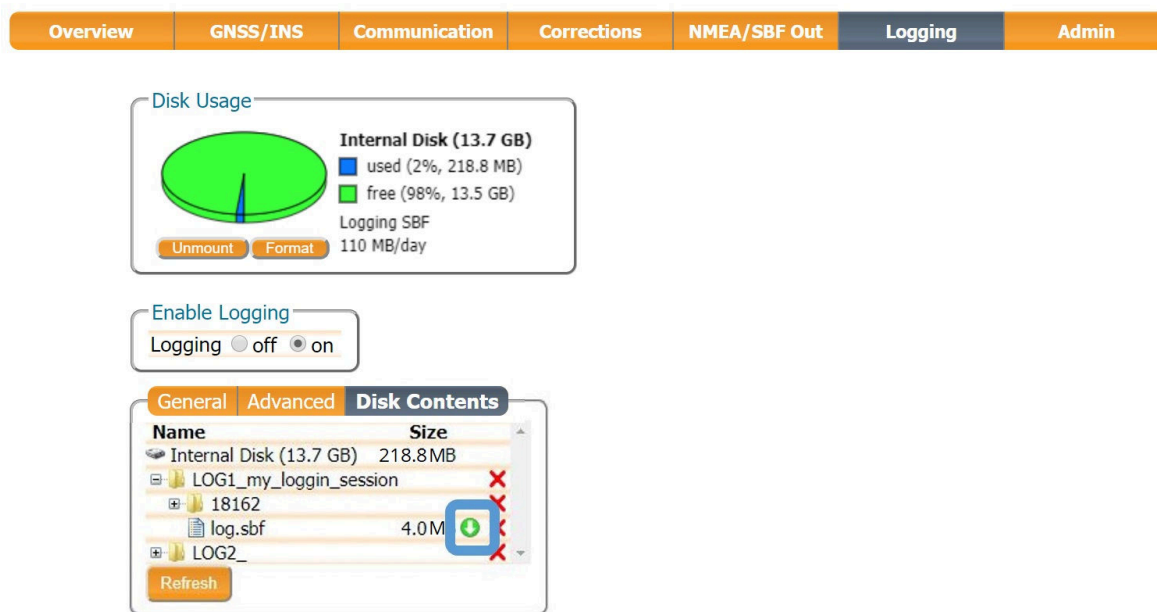 Overview GNSS/INS Communication Corrections NMEA/SBF Out Logging Admin
Disk Usage
Internal Disk (13.7 GB)
used (2%, 218.8 MB)
free (98%, 13.5 GB)
Logging SBF
Unmount Format 110 MB/day
Enable Logging
Logging off on
General Advanced Disk Contents
Name Size
Internal Disk (13.7 GB) 218.8MB
LOG1_my_loggin_session
18162
log.sbf 4.0M
LOG2_
Refresh